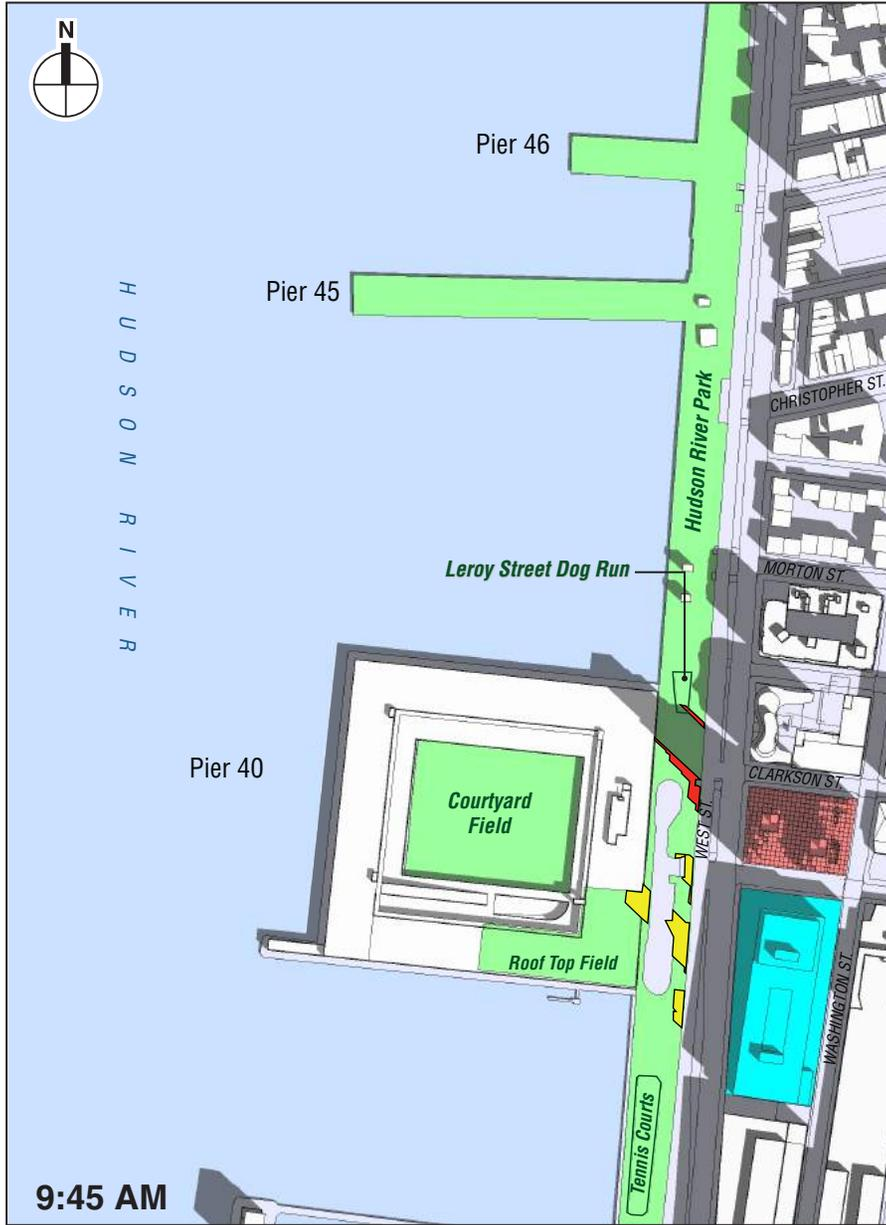 N
Pier 46
Pier 45
HUDSON RIVER
CHRISTOPHER ST.
Hudson River Park
Leroy Street Dog Run
MORTON ST.
Pier 40
CLARKSON ST.
Courtyard
Field
WEST ST.
Roof Top Field
WASHINGTON ST.
Tennis Courts
9:45 AM